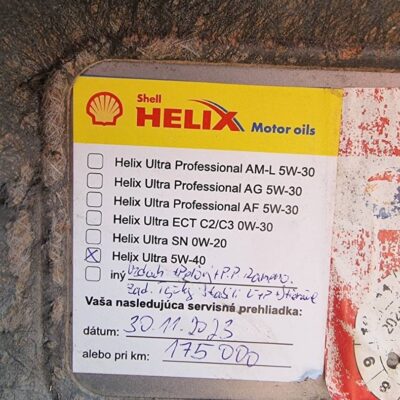 Shell
HELIX
Motor oils
Helix Ultra Professional AM-L 5W-30
Helix Ultra Professional AG 5W-30
Helix Ultra Professional AF 5W-30
Helix Ultra ECT C2/C3 0W-30
Helix Ultra SN 0W-20
Helix Ultra 5W-40
iný
Vaša nasledujúca servisná prehliadka:
dátum: 30.11.2023
alebo pri km: 175 000